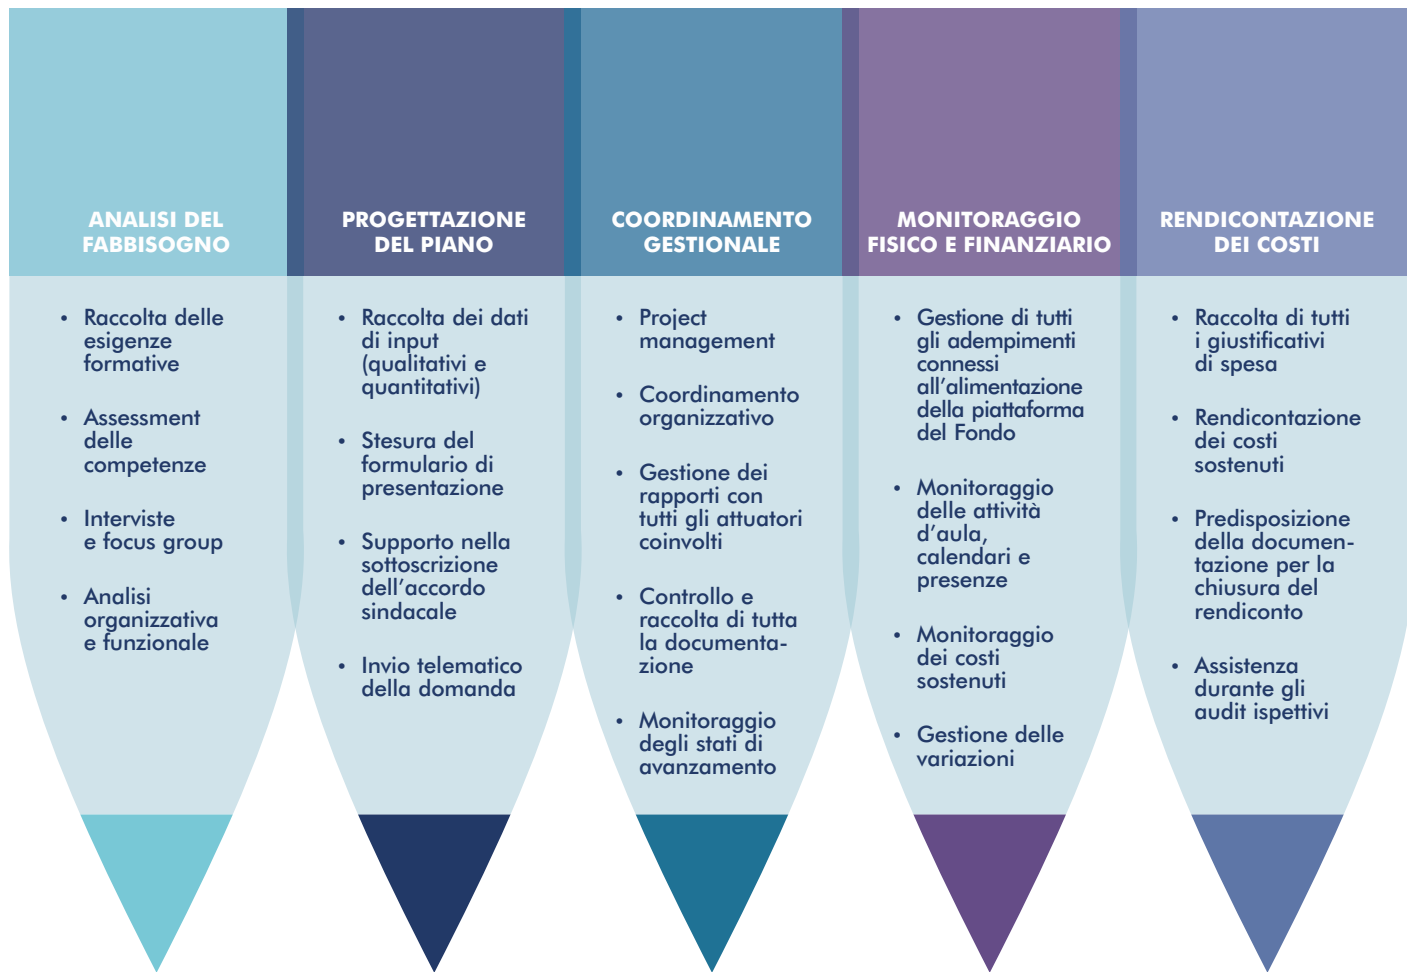 ANALISI DEL
FABBISOGNO
• Raccolta delle
esigenze
formative
• Assessment
delle
competenze
• Interviste
e focus group
• Analisi
organizzativa
e funzionale
PROGETTAZIONE
DEL PIANO
• Raccolta dei dati
di input
(qualitativi e
quantitativi)
• Stesura del
formulario di
presentazione
• Supporto nella
sottoscrizione
dell’accordo
sindacale
• Invio telematico
della domanda
COORDINAMENTO
GESTIONALE
• Project
management
• Coordinamento
organizzativo
• Gestione dei
rapporti con
tutti gli attuatori
coinvolti
• Controllo e
raccolta di tutta
la documenta-
zione
• Monitoraggio
degli stati di
avanzamento
MONITORAGGIO
FISICO E FINANZIARIO
• Gestione di tutti
gli adempimenti
connessi
all’alimentazione
della piattaforma
del Fondo
• Monitoraggio
delle attività
d’aula,
calendari e
presenze
• Monitoraggio
dei costi
sostenuti
• Gestione delle
variazioni
RENDICONTAZIONE
DEI COSTI
• Raccolta di tutti
i giustificativi
di spesa
• Rendicontazione
dei costi
sostenuti
• Predisposizione
della documen-
tazione per la
chiusura del
rendiconto
• Assistenza
durante gli
audit ispettivi